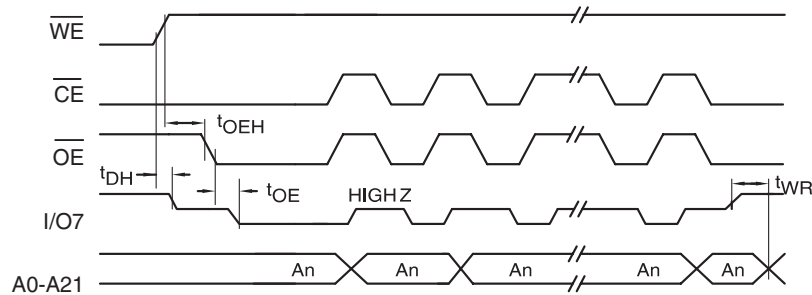 WE
CE
tOEH
OE
tDH
tOE
HIGH Z
tWR
I/O7
An An An An An
A0-A21